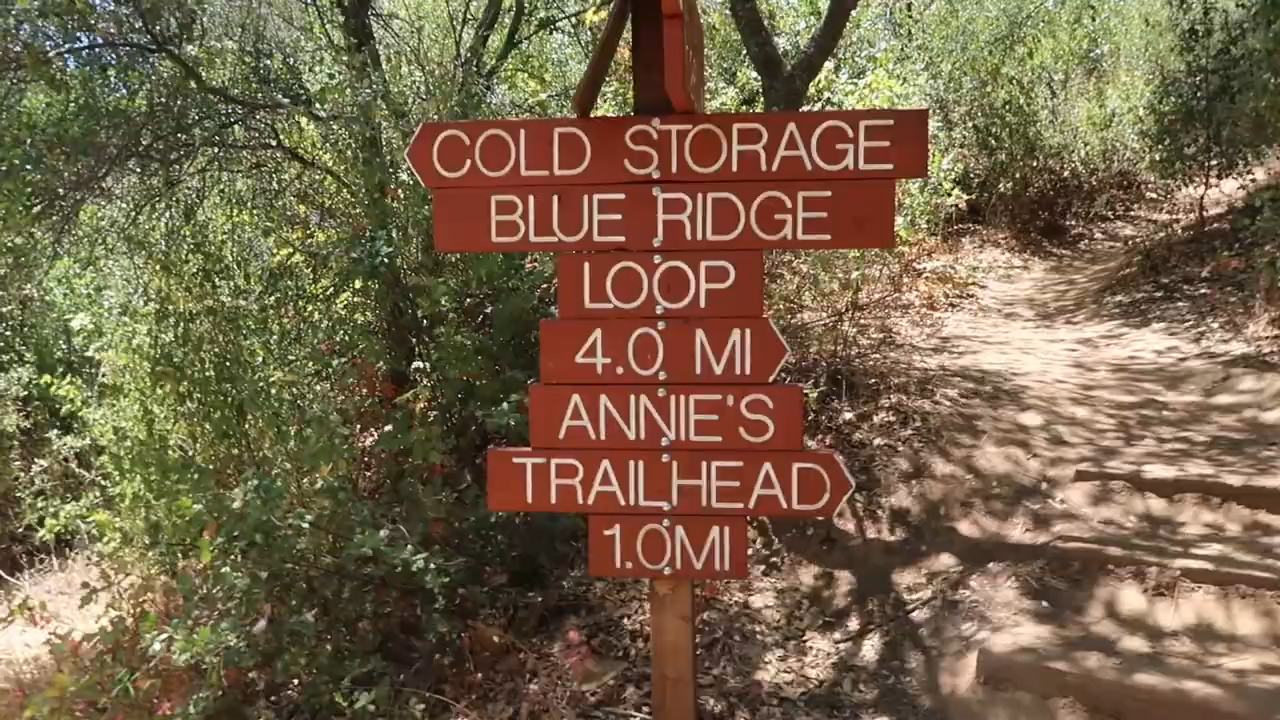 COLD STORAGE
BLUE RIDGE
LOOP
4.0 MI
ANNIE'S
TRAILHEAD
1.0MI